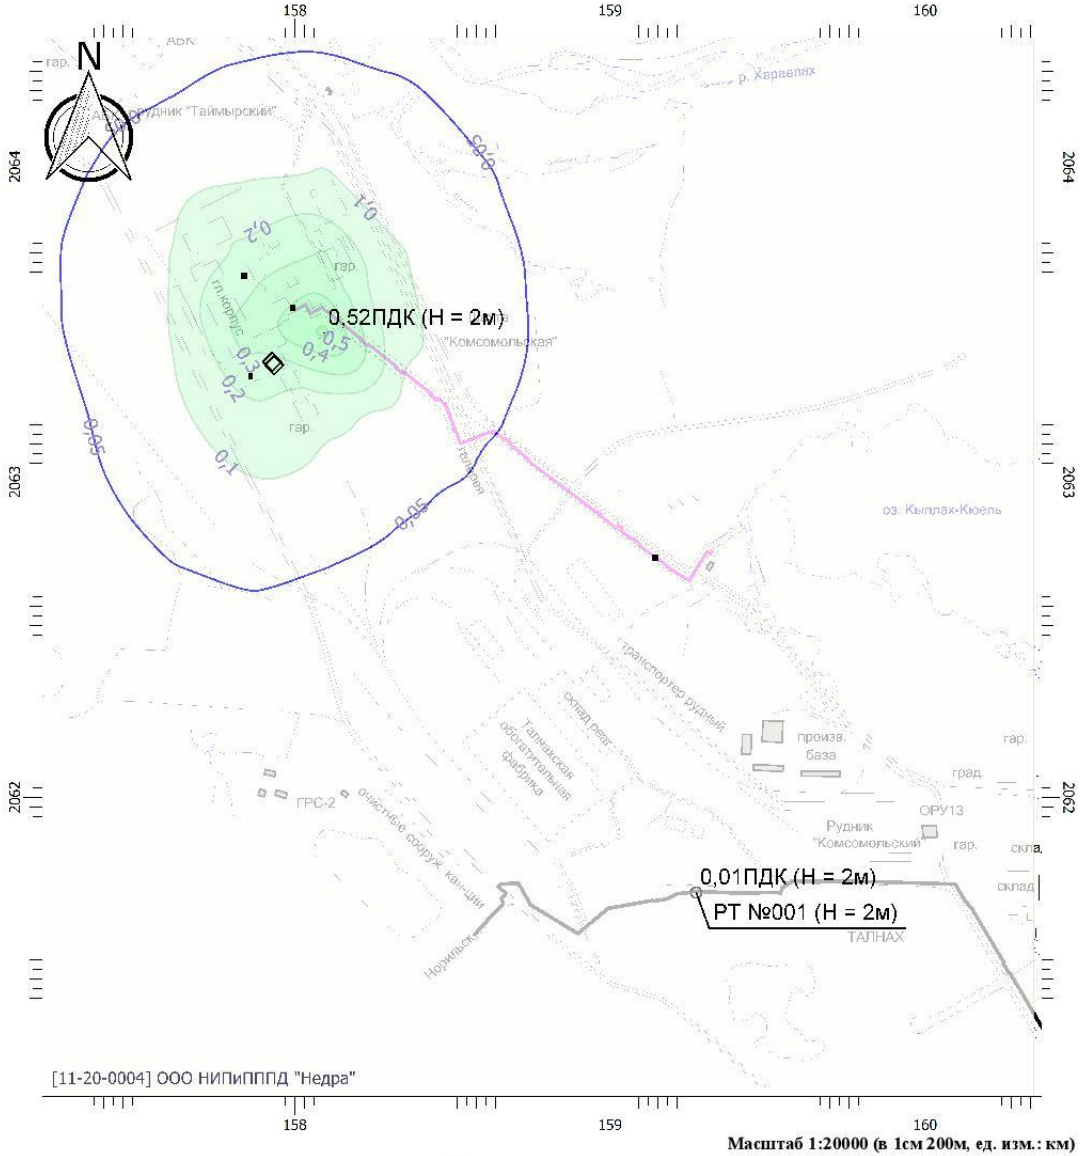 158
159
160
N
АБК
гар.
р. Хараелах
рудник "Таймырский"
0,05
2064
2064
0,1
0,2
гар.
гл.корпус
0,52ПДК (Н = 2м)
"Комсомольская"
0,5
0,4
0,3
0,2
гар.
0,05
0,1
2063
2063
галерея
0,05
оз. Кыллах-Кюель
транспортер рудный
склад реаг
Талнахская
обогатительная
фабрика
произв.
база
гар.
град.
2062
2062
ГРС-2
ОРУ13
очистные сооруж. кан-ции
Рудник
"Комсомольский"
гар.
скла
0,01ПДК (Н = 2м)
склад
РТ №001 (Н = 2м)
ТАЛНАХ
Норильск
[11-20-0004] ООО НИПиПППД "Недра"
158
159
160
Масштаб 1:20000 (в 1см 200м, ед. изм.: км)